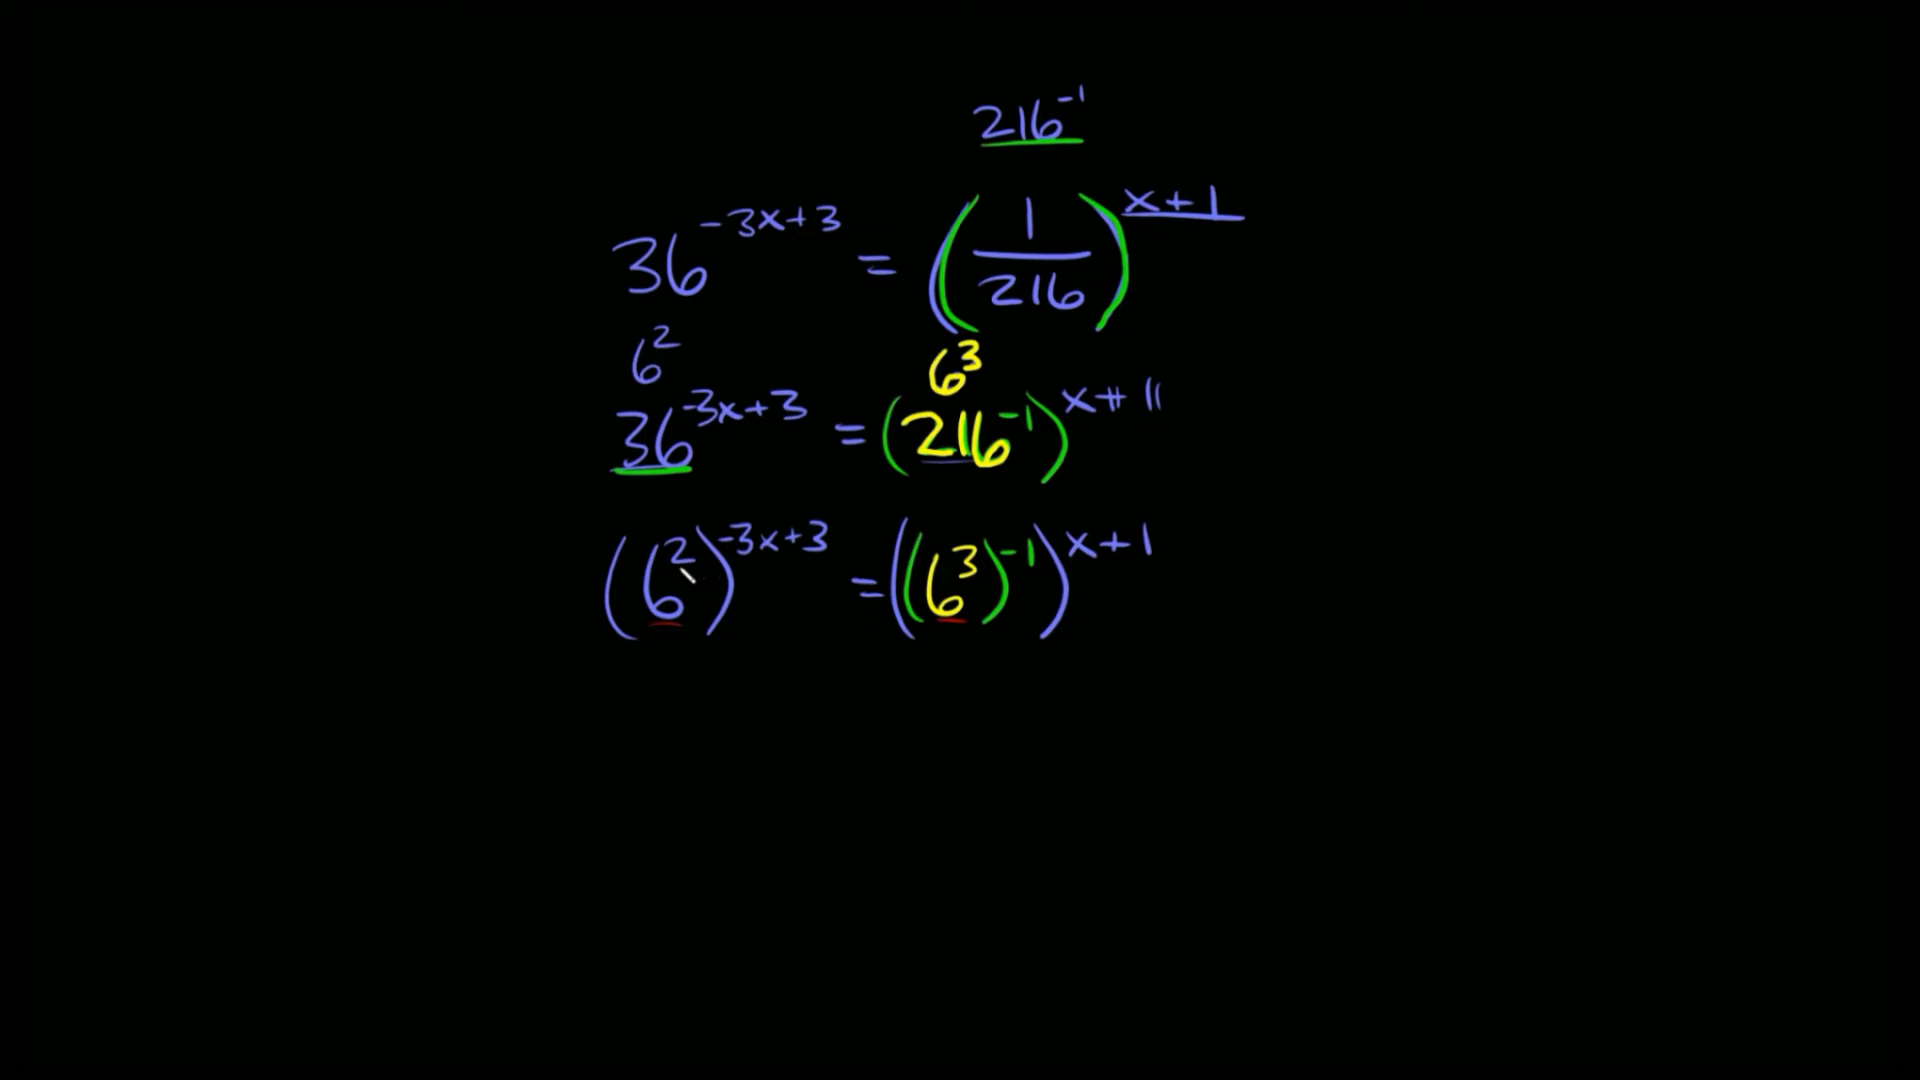 216⁻¹
36^(-3x+3) = (1/216)^(x+1)
6² 6³
36^(-3x+3) = (216⁻¹)^(x+1)
(6²)^(-3x+3) = ((6³)⁻¹)^(x+1)